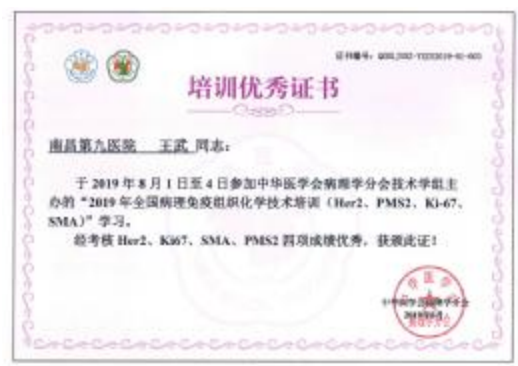 培训优秀证书
南昌第九医院 王武 同志：
于 2019 年 8 月 1 日至 4 日参加中华医学会病理学分会技术学组主
办的“2019 年全国病理免疫组织化学技术培训（Her2、PMS2、Ki-67、
SMA）”学习。
经考核 Her2、Ki67、SMA、PMS2 四项成绩优秀，获颁此证！